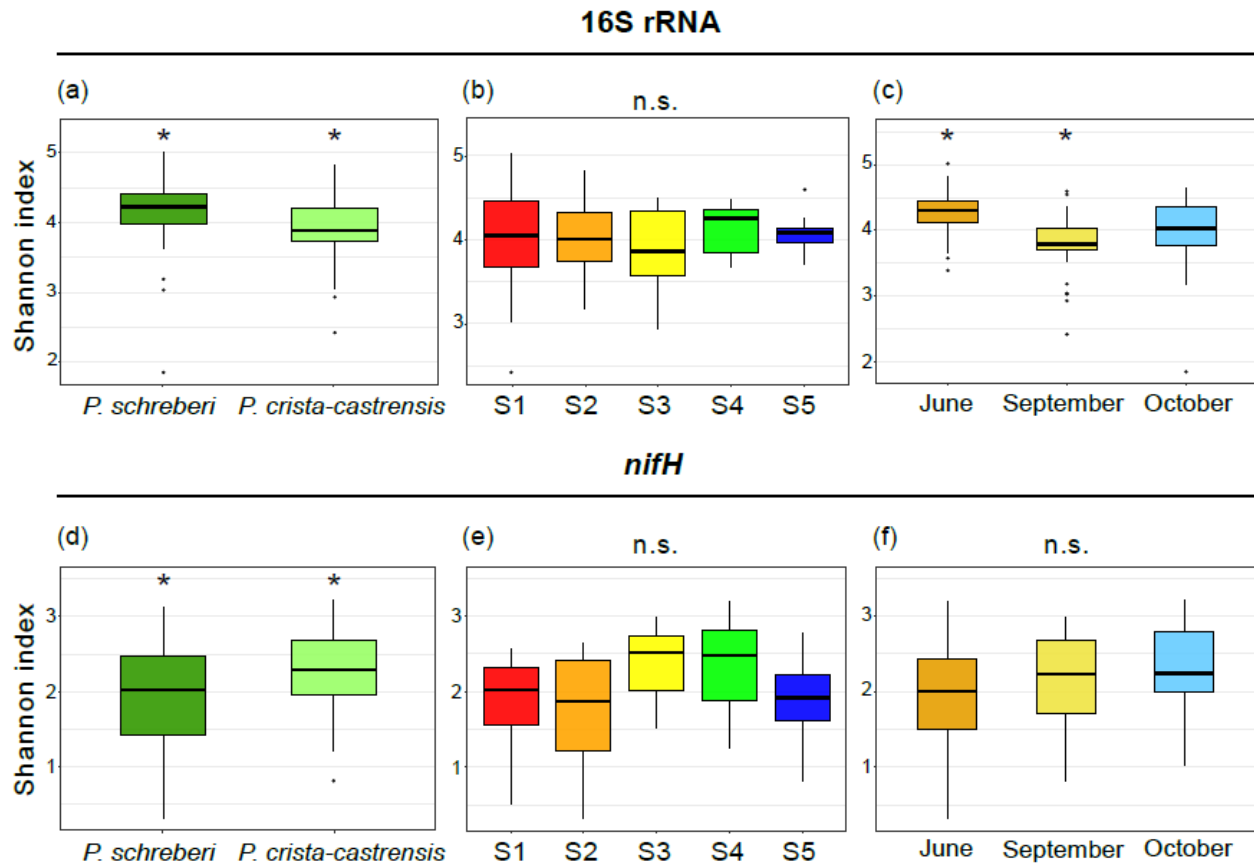 16S rRNA
(a)
(b)
(c)
n.s.
* *
* *
Shannon index
5
4
3
2
5
4
3
5
4
3
2
P. schreberi P. crista-castrensis
S1 S2 S3 S4 S5
June September October
nifH
(d)
(e)
(f)
n.s.
n.s.
* *
Shannon index
3
2
1
3
2
1
3
2
1
P. schreberi P. crista-castrensis
S1 S2 S3 S4 S5
June September October